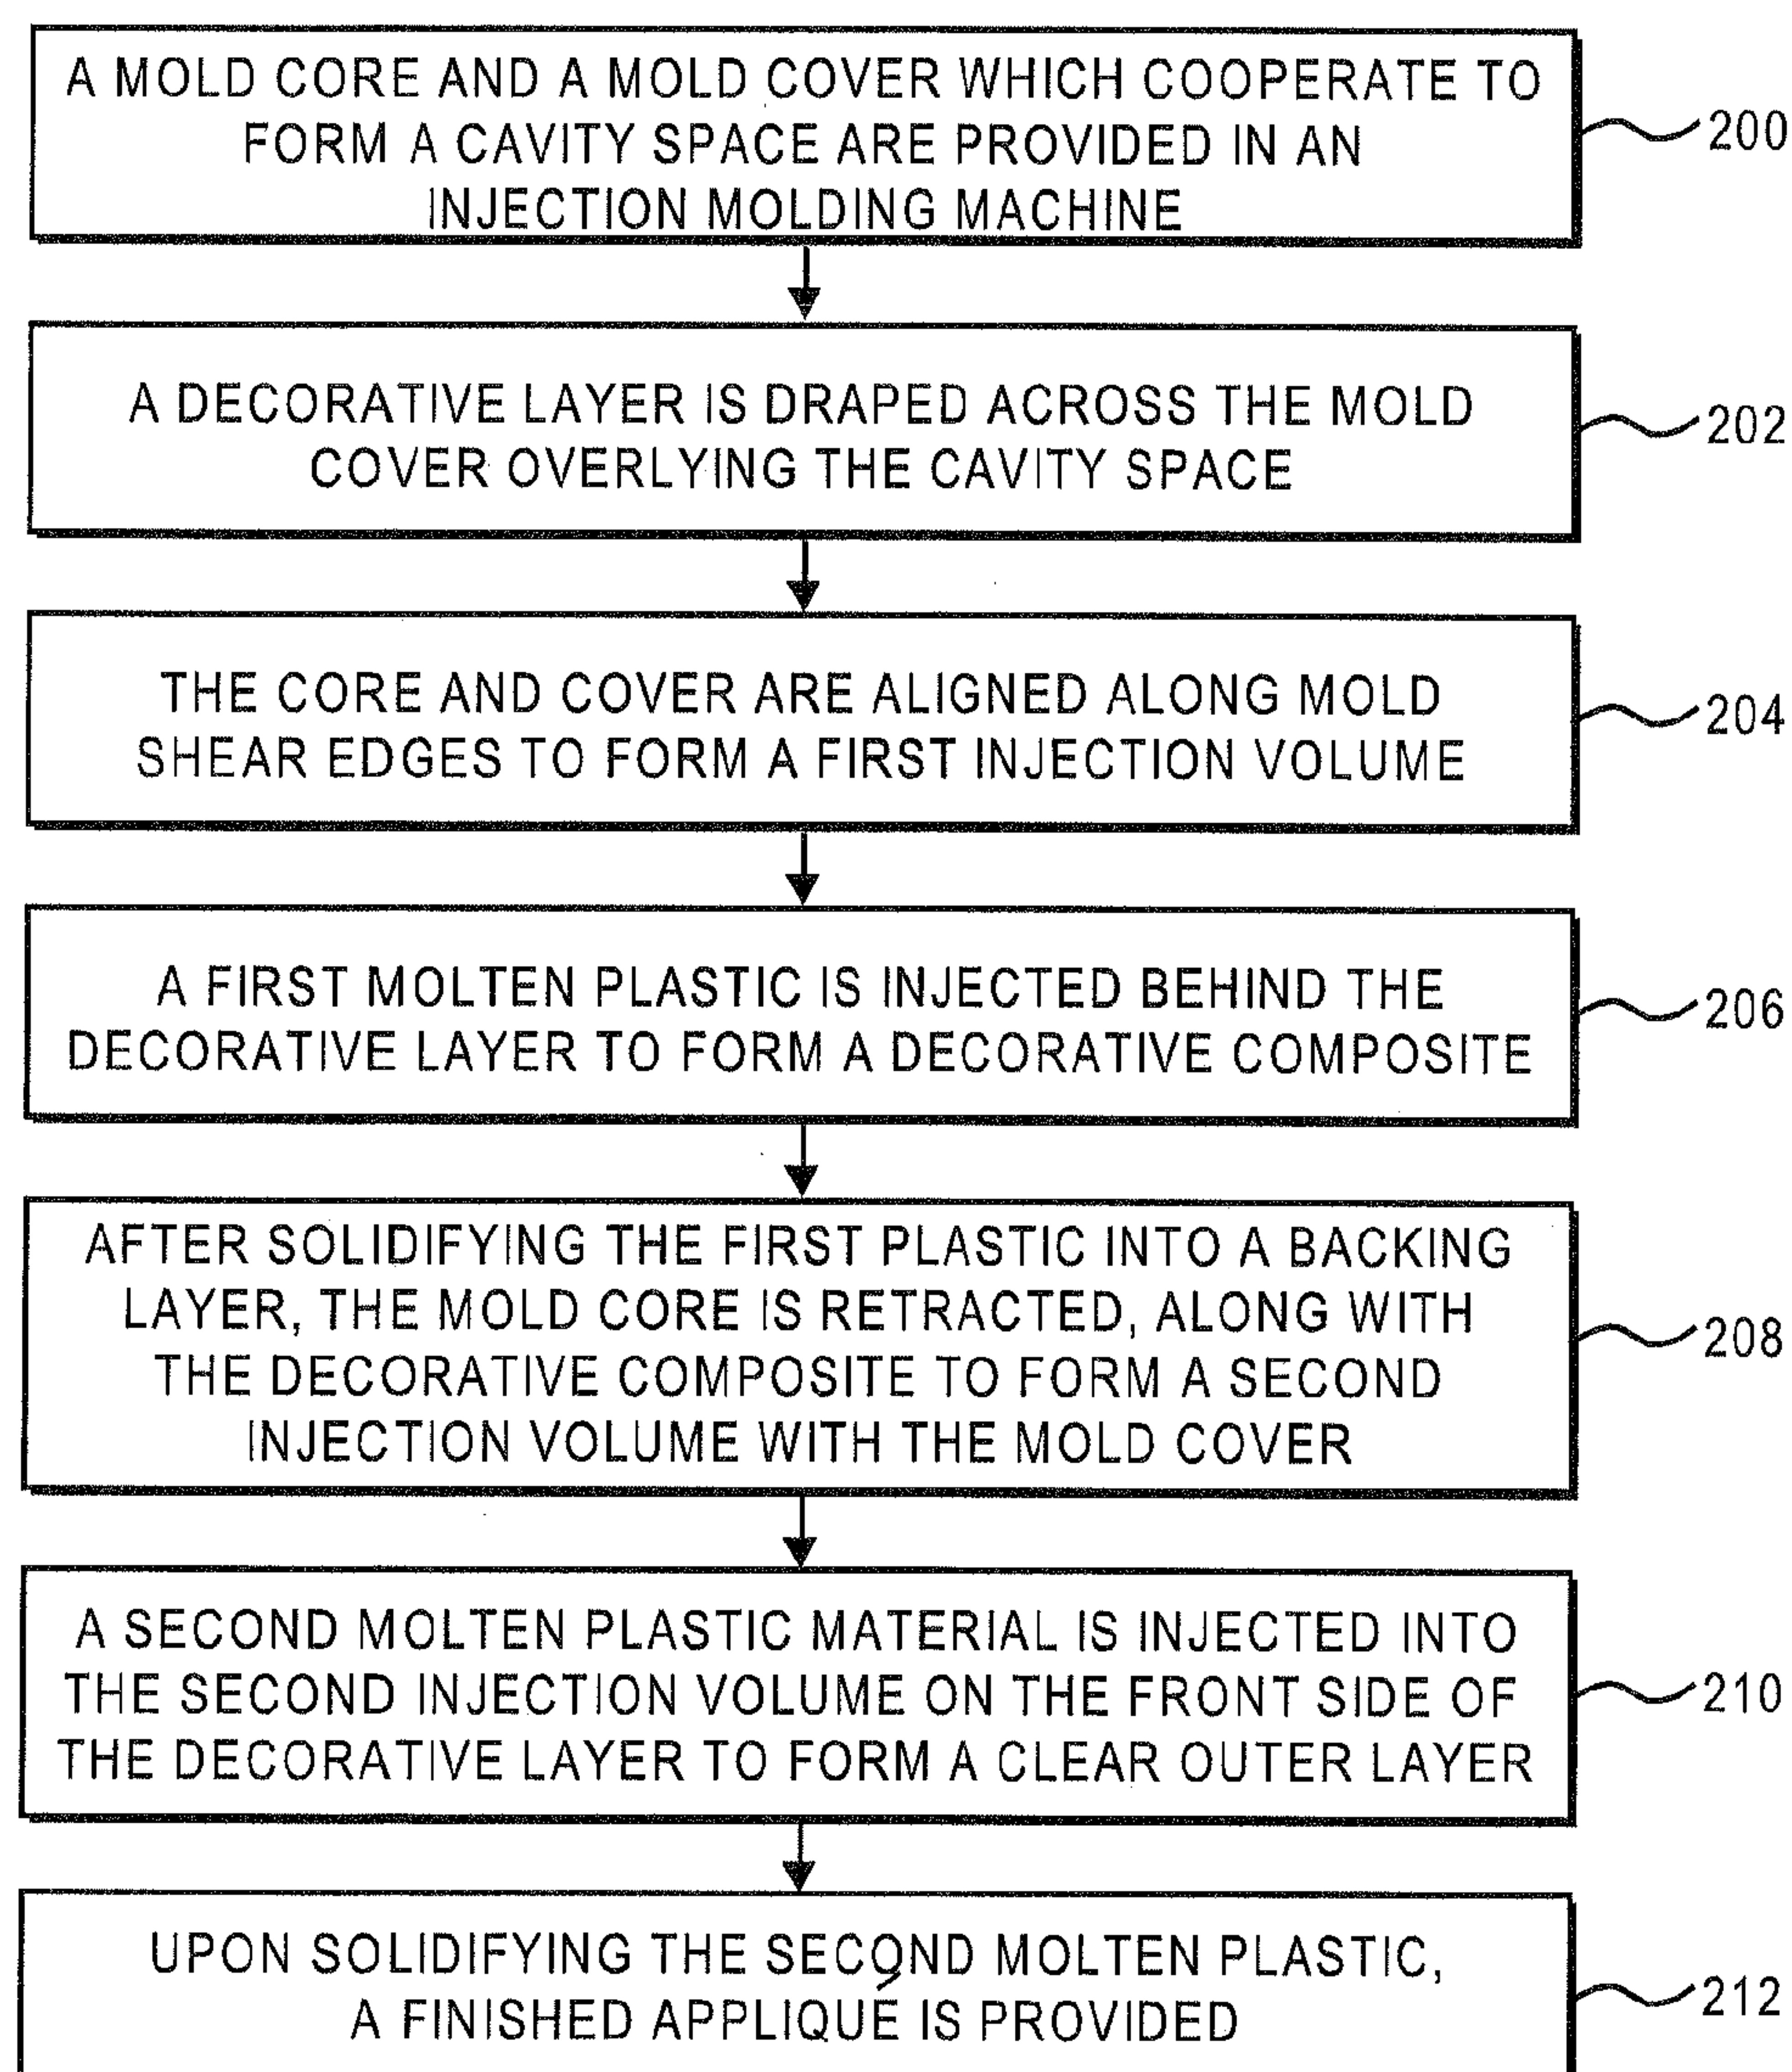 A MOLD CORE AND A MOLD COVER WHICH COOPERATE TO
FORM A CAVITY SPACE ARE PROVIDED IN AN
INJECTION MOLDING MACHINE
200
A DECORATIVE LAYER IS DRAPED ACROSS THE MOLD
COVER OVERLYING THE CAVITY SPACE
202
THE CORE AND COVER ARE ALIGNED ALONG MOLD
SHEAR EDGES TO FORM A FIRST INJECTION VOLUME
204
A FIRST MOLTEN PLASTIC IS INJECTED BEHIND THE
DECORATIVE LAYER TO FORM A DECORATIVE COMPOSITE
206
AFTER SOLIDIFYING THE FIRST PLASTIC INTO A BACKING
LAYER, THE MOLD CORE IS RETRACTED, ALONG WITH
THE DECORATIVE COMPOSITE TO FORM A SECOND
INJECTION VOLUME WITH THE MOLD COVER
208
A SECOND MOLTEN PLASTIC MATERIAL IS INJECTED INTO
THE SECOND INJECTION VOLUME ON THE FRONT SIDE OF
THE DECORATIVE LAYER TO FORM A CLEAR OUTER LAYER
210
UPON SOLIDIFYING THE SECOND MOLTEN PLASTIC,
A FINISHED APPLIQUÉ IS PROVIDED
212